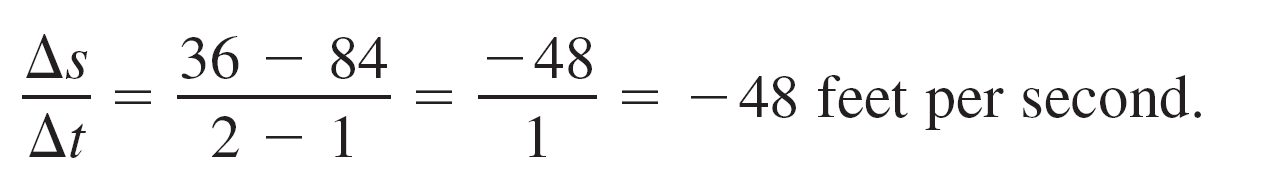 Δs/Δt = (36 − 84)/(2 − 1) = −48/1 = −48 feet per second.